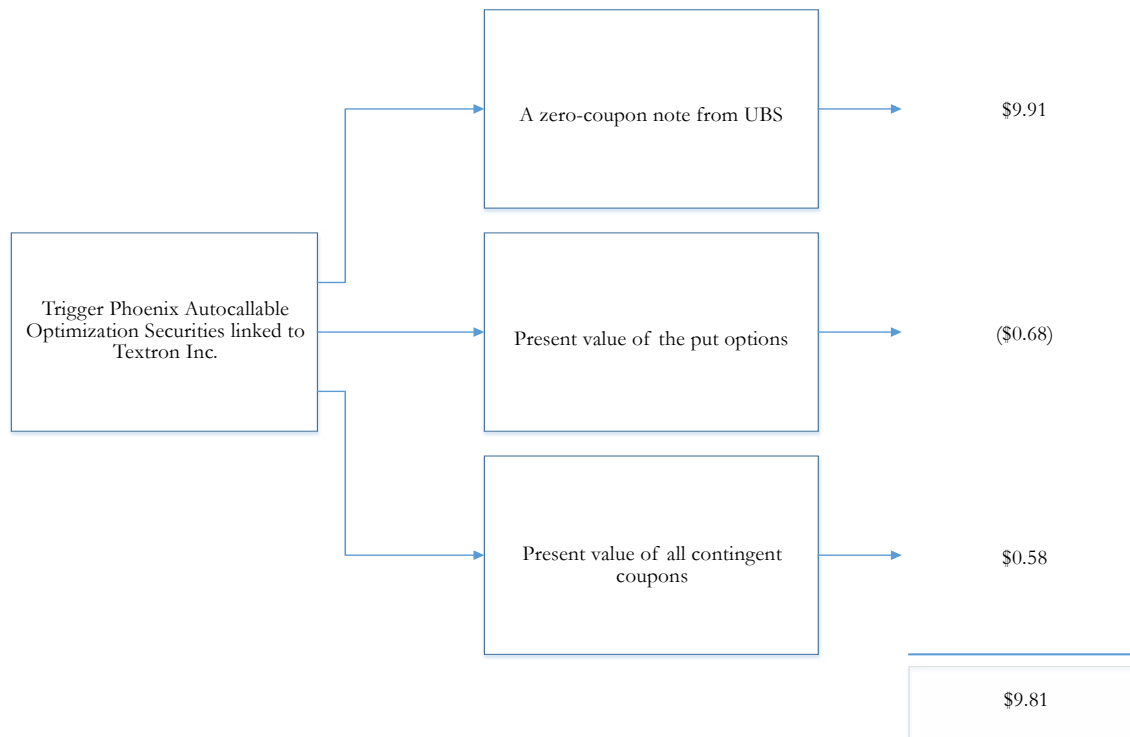 A zero-coupon note from UBS
$9.91
Trigger Phoenix Autocallable
Optimization Securities linked to
Textron Inc.
Present value of the put options
($0.68)
Present value of all contingent
coupons
$0.58
$9.81